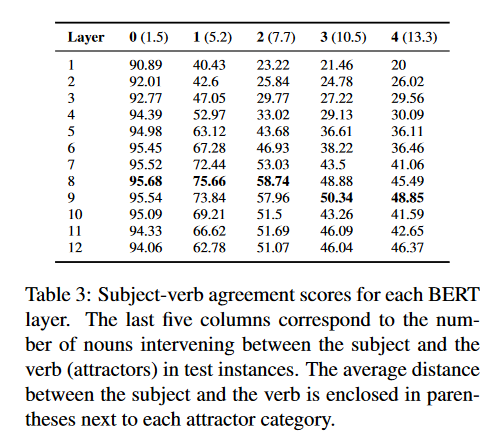 Layer 0 (1.5) 1 (5.2) 2 (7.7) 3 (10.5) 4 (13.3)
1 90.89 40.43 23.22 21.46 20
2 92.01 42.6 25.84 24.78 26.02
3 92.77 47.05 29.77 27.22 29.56
4 94.39 52.97 33.02 29.13 30.09
5 94.98 63.12 43.68 36.61 36.11
6 95.45 67.28 46.93 38.22 36.46
7 95.52 72.44 53.03 43.5 41.06
8 95.68 75.66 58.74 48.88 45.49
9 95.54 73.84 57.96 50.34 48.85
10 95.09 69.21 51.5 43.26 41.59
11 94.33 66.62 51.69 46.09 42.65
12 94.06 62.78 51.07 46.04 46.37
Table 3: Subject-verb agreement scores for each BERT
layer. The last five columns correspond to the num-
ber of nouns intervening between the subject and the
verb (attractors) in test instances. The average distance
between the subject and the verb is enclosed in paren-
theses next to each attractor category.